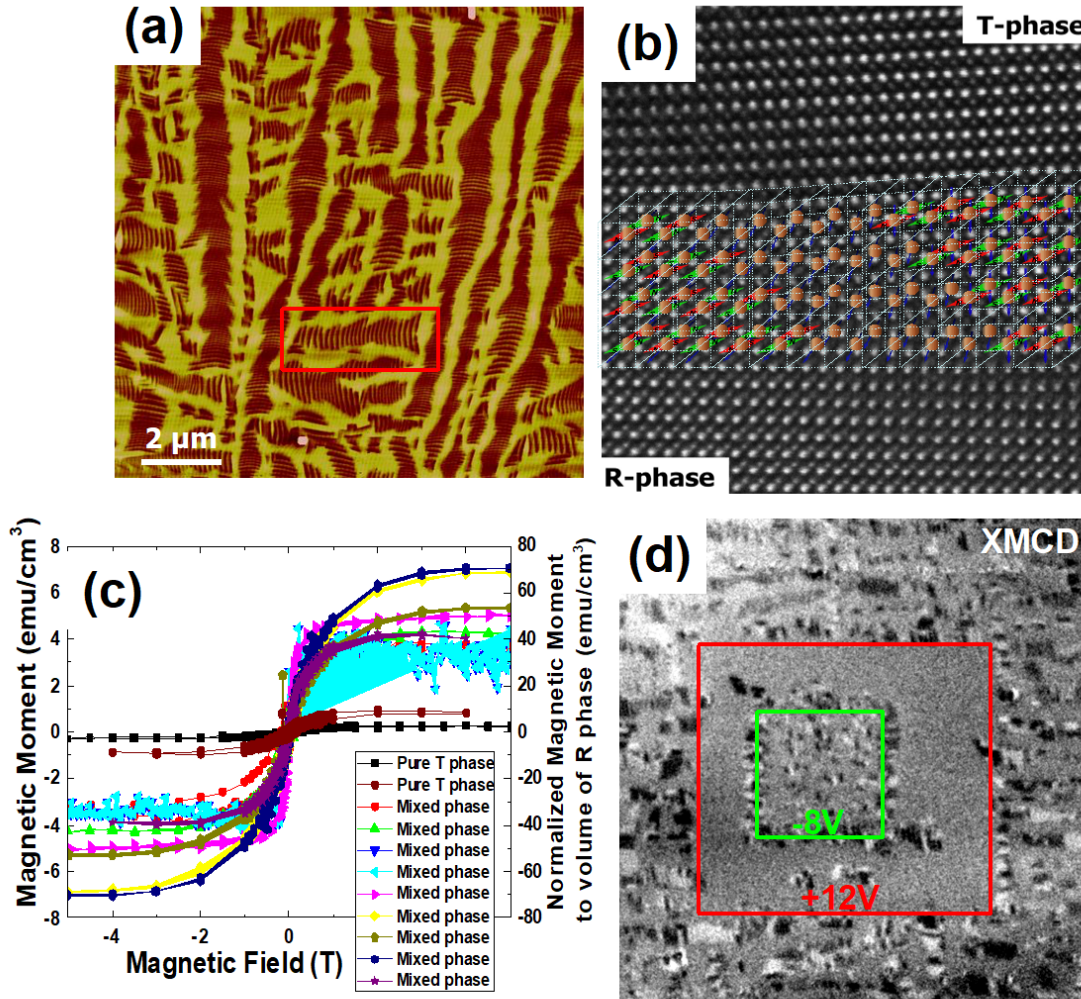 (a)
2 μm
(b)
T-phase
R-phase
(c)
Magnetic Moment (emu/cm³)
8
6
4
2
0
-2
-4
-6
-8
-4
-2
0
2
4
Magnetic Field (T)
80
60
40
20
0
-20
-40
-60
-80
Normalized Magnetic Moment
to volume of R phase (emu/cm³)
Pure T phase
Pure T phase
Mixed phase
Mixed phase
Mixed phase
Mixed phase
Mixed phase
Mixed phase
Mixed phase
Mixed phase
Mixed phase
(d)
XMCD
-8V
+12V